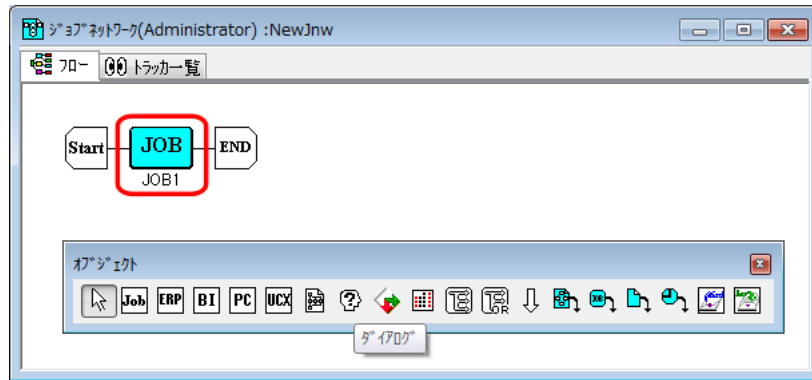 ジョブネットワーク(Administrator) :NewJnw
フロー トラッカ一覧
Start JOB END
JOB1
オブジェクト
Job ERP BI PC UCX OR
ダイアログ